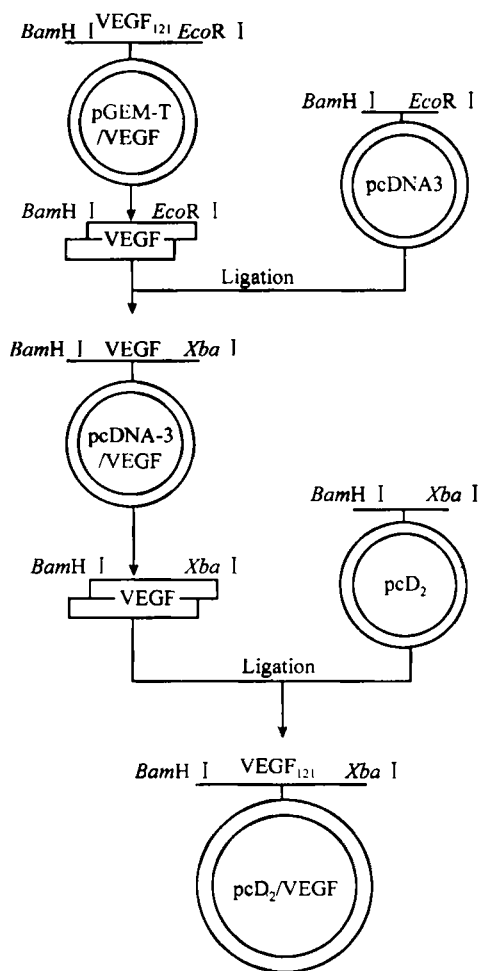 BamH I VEGF₁₂₁ EcoR I
pGEM-T
/VEGF
BamH I EcoR I
pcDNA3
BamH I EcoR I
VEGF
Ligation
BamH I VEGF Xba I
pcDNA-3
/VEGF
BamH I Xba I
pcD₂
BamH I Xba I
VEGF
Ligation
BamH I VEGF₁₂₁ Xba I
pcD₂/VEGF